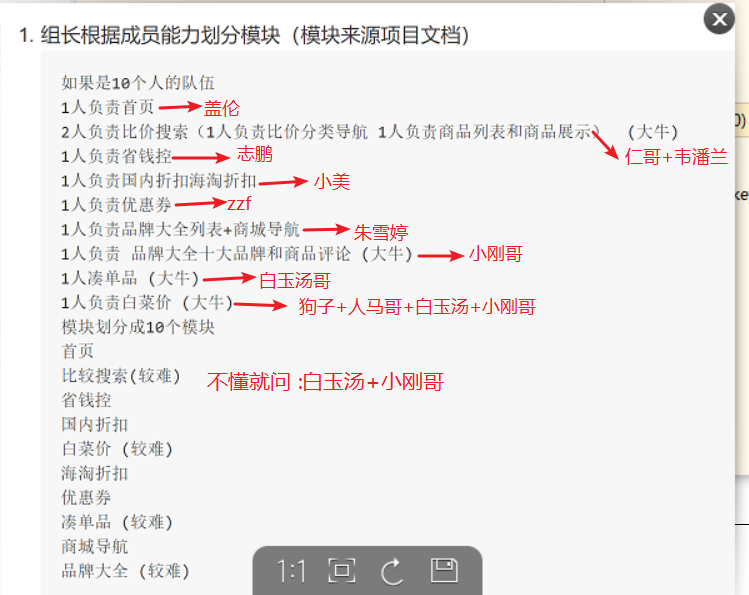 1. 组长根据成员能力划分模块（模块来源项目文档）
如果是10个人的队伍
1人负责首页 盖伦
2人负责比价搜索（1人负责比价分类导航 1人负责商品列表和商品展示） （大牛）
仁哥+韦潘兰
1人负责省钱控 志鹏
1人负责国内折扣海淘折扣 小美
1人负责优惠券 zzf
1人负责品牌大全列表+商城导航 朱雪婷
1人负责 品牌大全十大品牌和商品评论（大牛） 小刚哥
1人凑单品（大牛） 白玉汤哥
1人负责白菜价（大牛） 狗子+人马哥+白玉汤+小刚哥
模块划分成10个模块
首页
比较搜索(较难) 不懂就问 :白玉汤+小刚哥
省钱控
国内折扣
白菜价（较难）
海淘折扣
优惠券
凑单品（较难）
商城导航
品牌大全（较难）
1:1